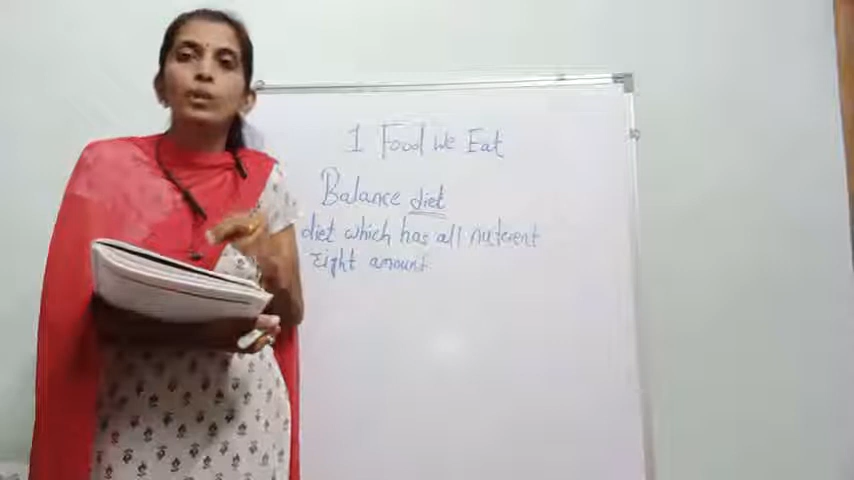 1 Food we Eat
Balance diet
diet which has all nutrient
right amount